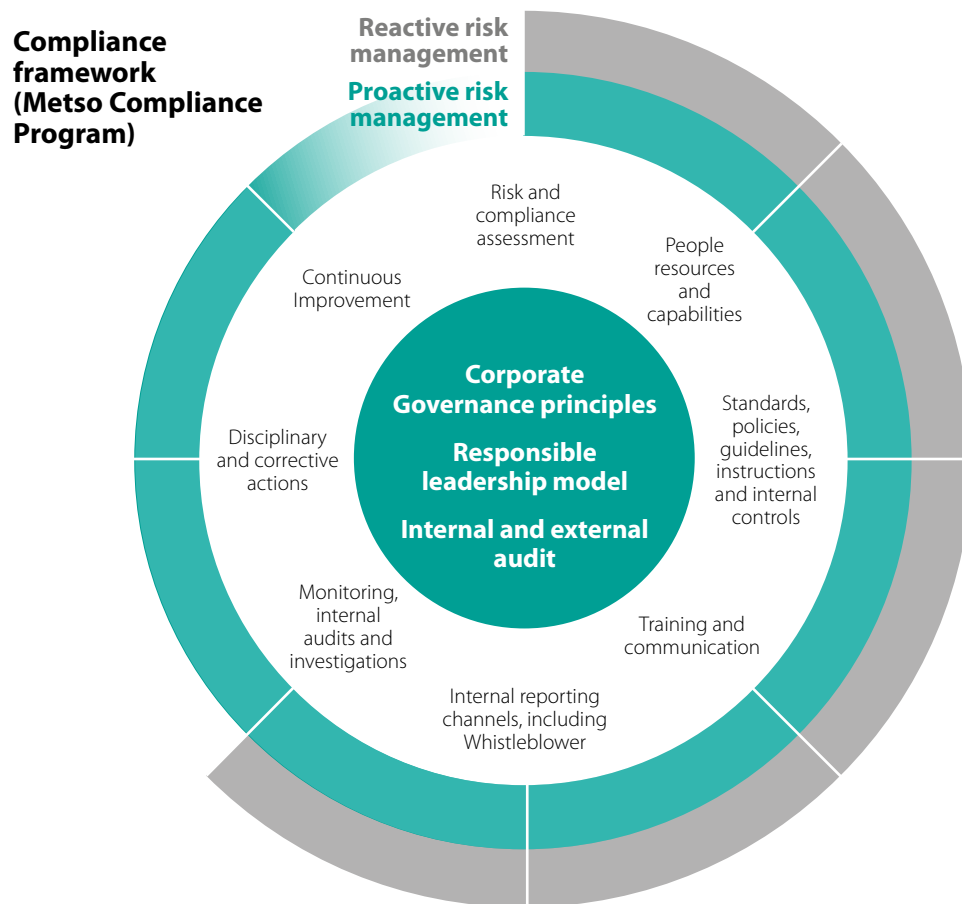 Compliance
framework
(Metso Compliance
Program)
Reactive risk
management
Proactive risk
management
Risk and
compliance
assessment
People
resources
and
capabilities
Standards,
policies,
guidelines,
instructions
and internal
controls
Training and
communication
Internal reporting
channels, including
Whistleblower
Monitoring,
internal
audits and
investigations
Disciplinary
and corrective
actions
Continuous
Improvement
Corporate
Governance principles
Responsible
leadership model
Internal and external
audit